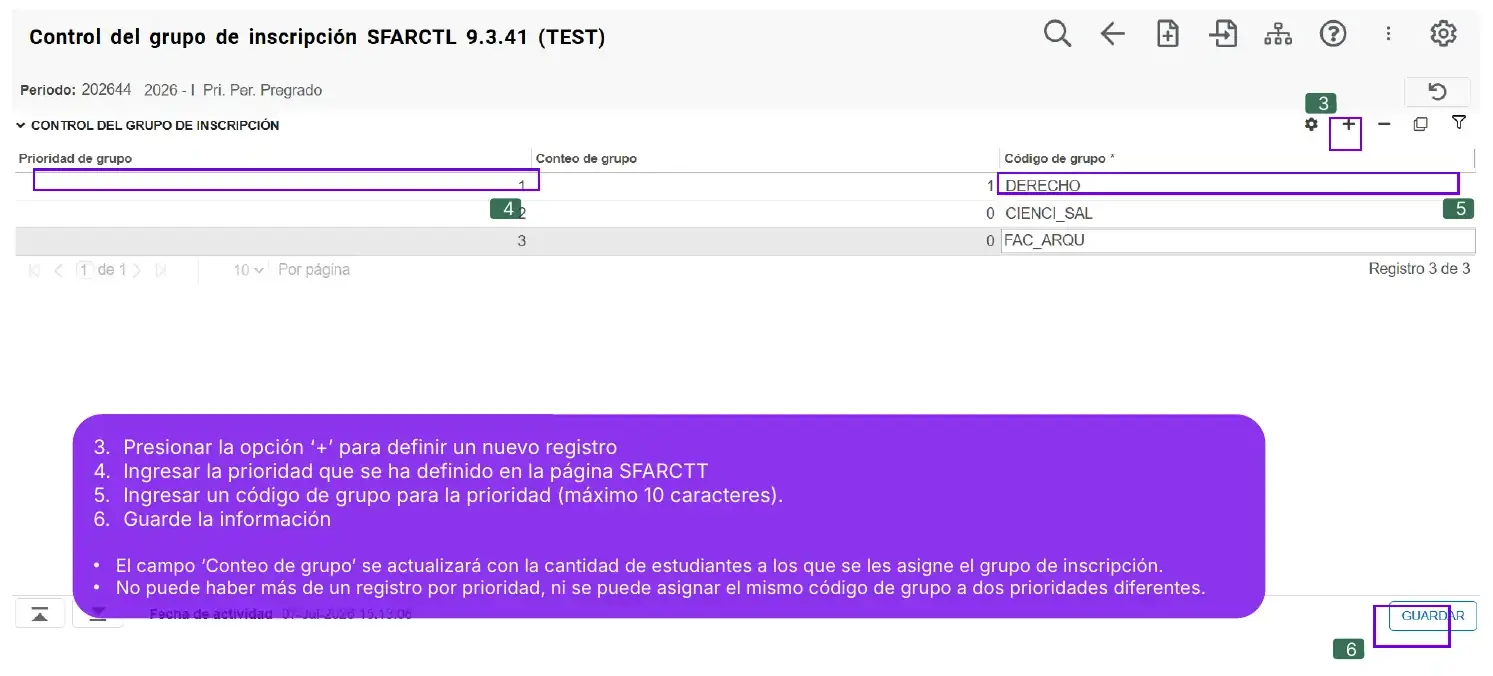 Control del grupo de inscripción SFARCTL 9.3.41 (TEST)
Periodo: 202644 2026 - I Pri. Per. Pregrado
3
CONTROL DEL GRUPO DE INSCRIPCIÓN
Prioridad de grupo Conteo de grupo Código de grupo *
1 1 DERECHO
4 5
2 0 CIENCI_SAL
3 0 FAC_ARQU
1 de 1 10 Por página Registro 3 de 3
3. Presionar la opción ‘+’ para definir un nuevo registro
4. Ingresar la prioridad que se ha definido en la página SFARCTT
5. Ingresar un código de grupo para la prioridad (máximo 10 caracteres).
6. Guarde la información
• El campo ‘Conteo de grupo’ se actualizará con la cantidad de estudiantes a los que se les asigne el grupo de inscripción.
• No puede haber más de un registro por prioridad, ni se puede asignar el mismo código de grupo a dos prioridades diferentes.
Fecha de actividad
GUARDAR
6